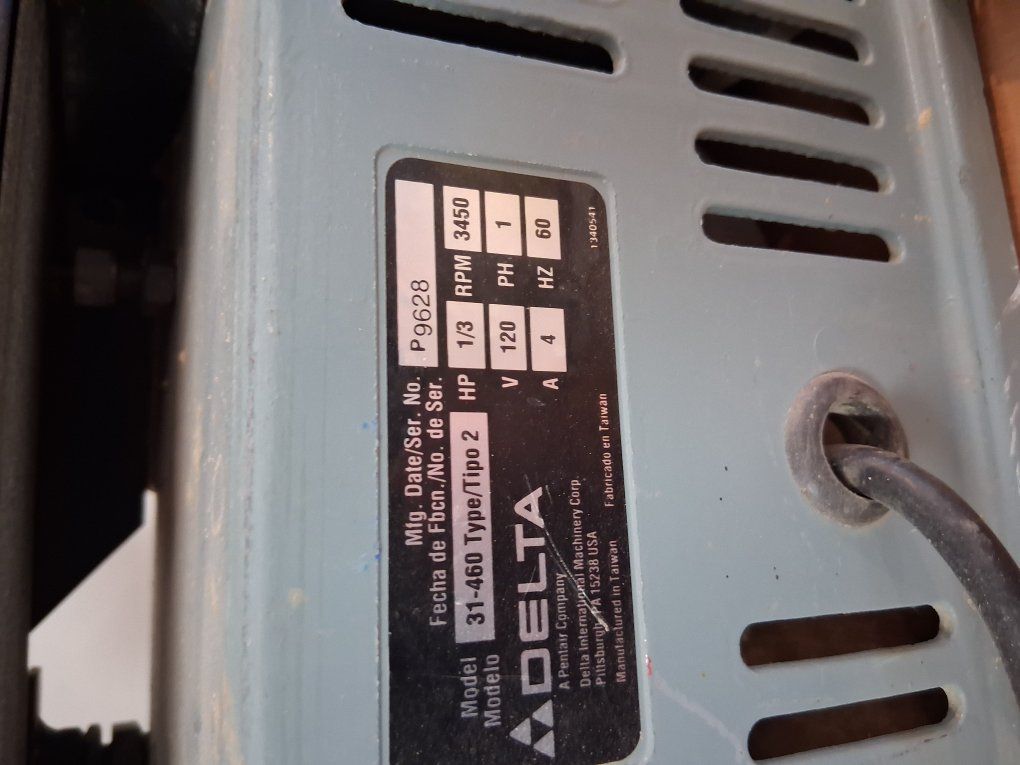 Mfg. Date/Ser. No. P9628
Fecha de Fbcn./No. de Ser.
Model 31-460 Type/Tipo 2 HP 1/3 RPM 3450
Modelo
V 120 PH 1
DELTA A 4 HZ 60
A Pentair Company
Delta International Machinery Corp.
Pittsburgh, PA 15238 USA
Manufactured in Taiwan Fabricado en Taiwan
1340541